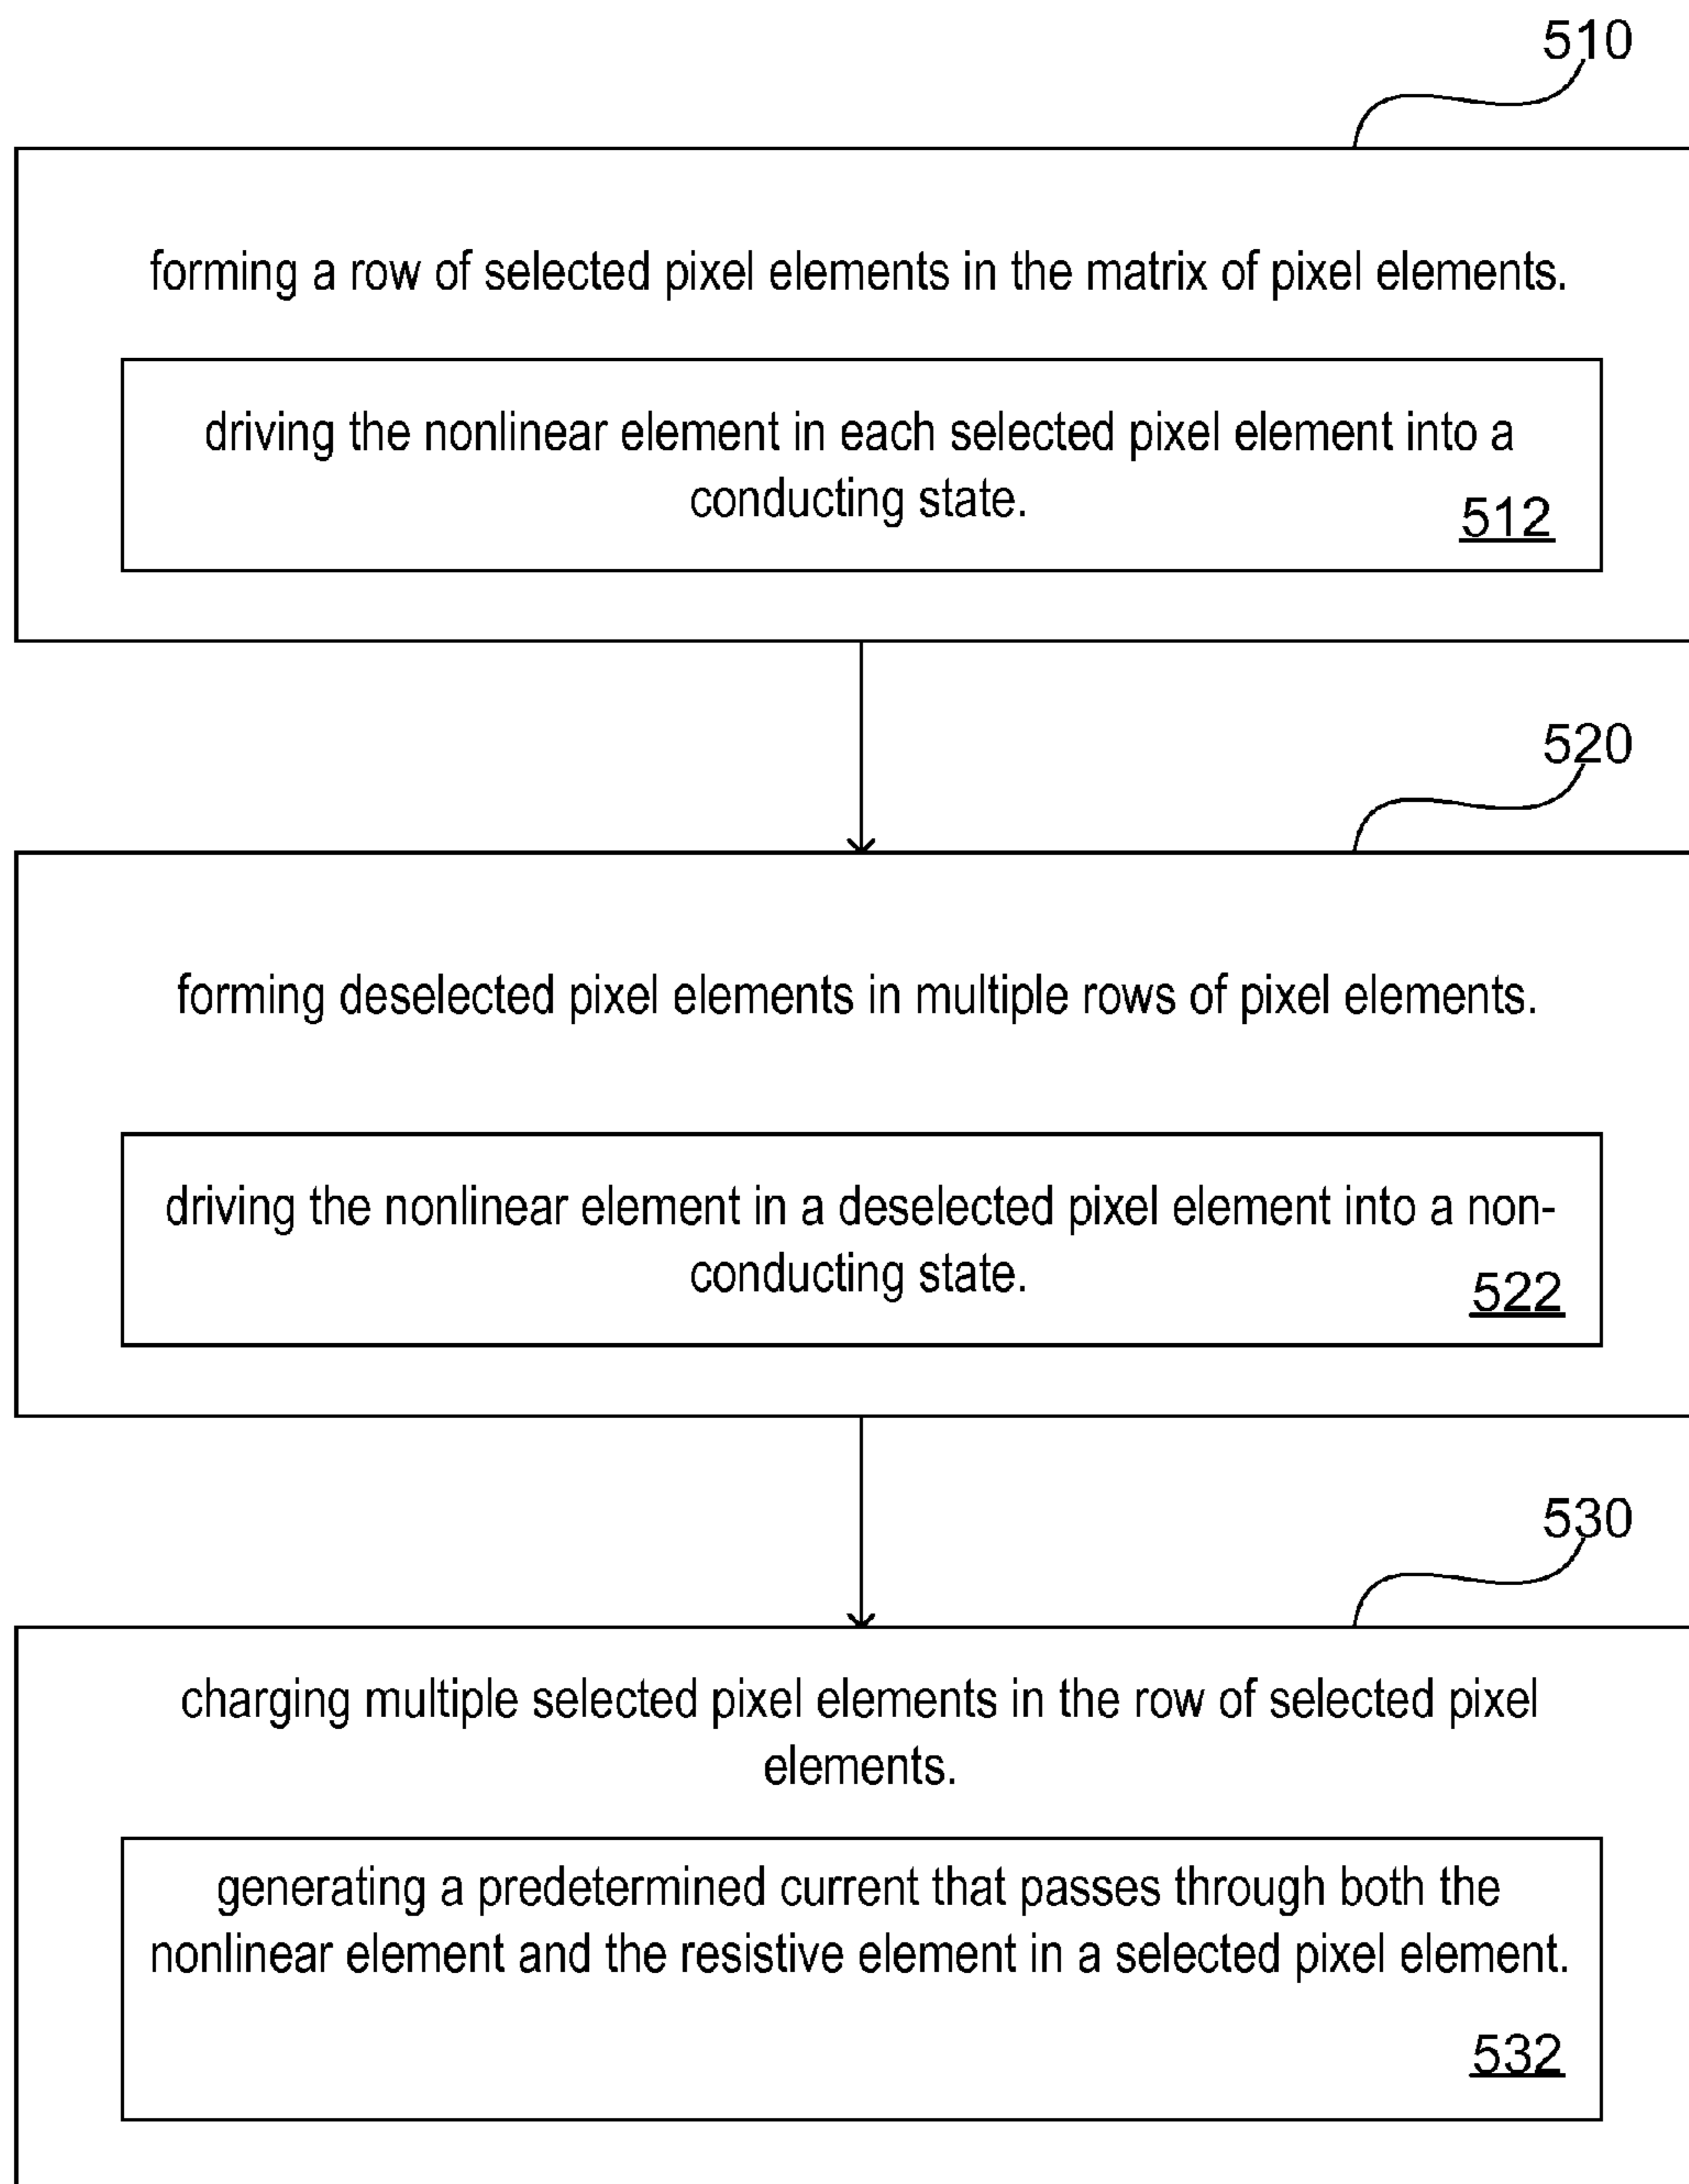 510
forming a row of selected pixel elements in the matrix of pixel elements.
driving the nonlinear element in each selected pixel element into a
conducting state.
512
520
forming deselected pixel elements in multiple rows of pixel elements.
driving the nonlinear element in a deselected pixel element into a non-
conducting state.
522
530
charging multiple selected pixel elements in the row of selected pixel
elements.
generating a predetermined current that passes through both the
nonlinear element and the resistive element in a selected pixel element.
532